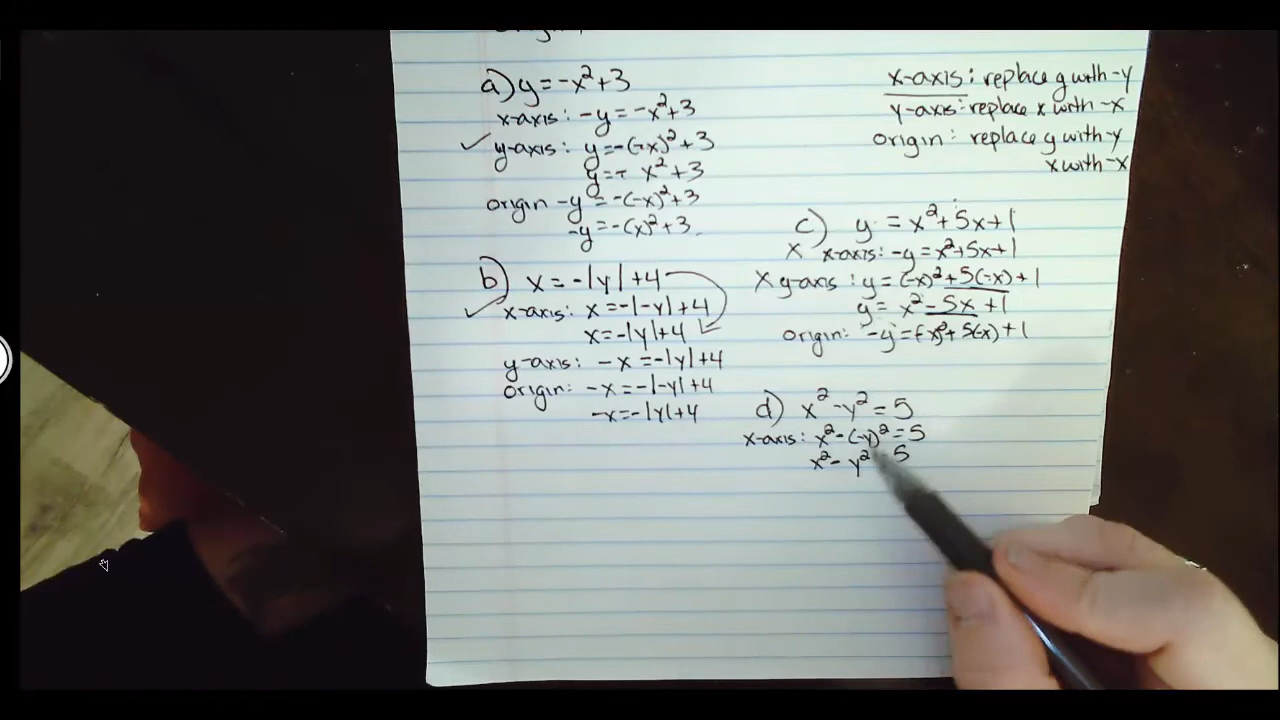 a) y = -x² + 3
x-axis: -y = -x² + 3
✓ y-axis: y = -(-x)² + 3
y = - x² + 3
origin -y = -(-x)² + 3
-y = -(x)² + 3
b) x = -|y| + 4
✓ x-axis: x = -|-y| + 4
x = -|y| + 4
y-axis: -x = -|y| + 4
origin: -x = -|-y| + 4
-x = -|y| + 4
x-axis: replace y with -y
y-axis: replace x with -x
origin: replace y with -y
x with -x
c) y = x² + 5x + 1
X x-axis: -y = x² + 5x + 1
X y-axis: y = (-x)² + 5(-x) + 1
y = x² - 5x + 1
origin: -y = (-x)² + 5(-x) + 1
d) x² - y² = 5
x-axis: x² - (-y)² = 5
x² - y² 5